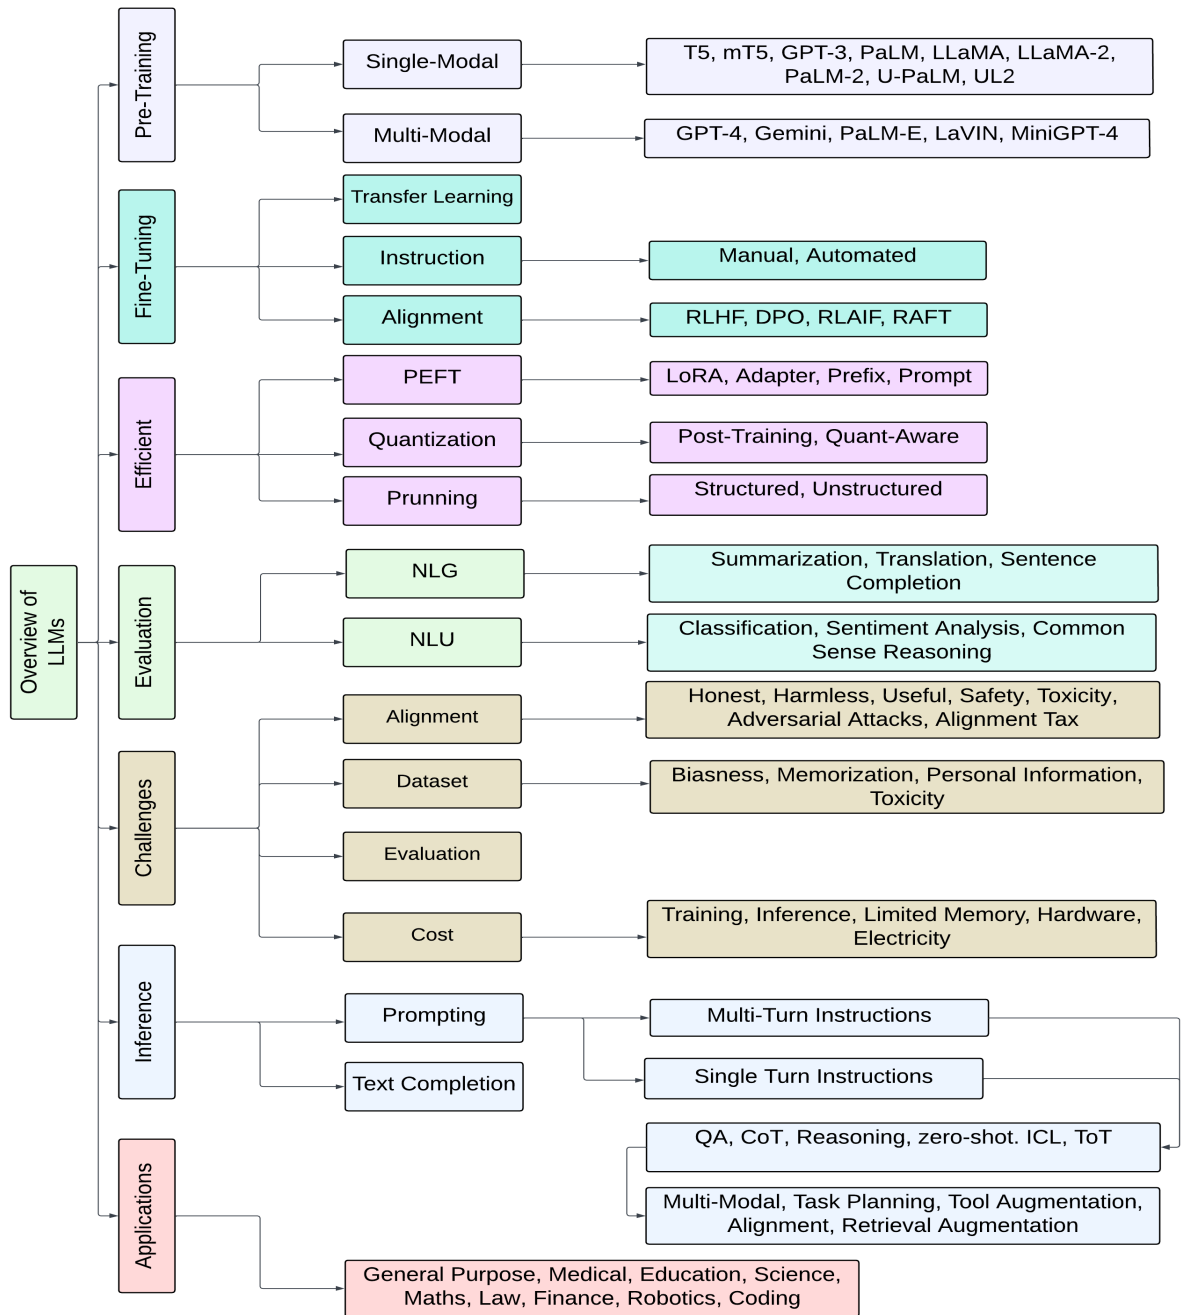 Overview of
LLMs
Pre-Training
Single-Modal
T5, mT5, GPT-3, PaLM, LLaMA, LLaMA-2,
PaLM-2, U-PaLM, UL2
Multi-Modal
GPT-4, Gemini, PaLM-E, LaVIN, MiniGPT-4
Fine-Tuning
Transfer Learning
Instruction
Manual, Automated
Alignment
RLHF, DPO, RLAIF, RAFT
Efficient
PEFT
LoRA, Adapter, Prefix, Prompt
Quantization
Post-Training, Quant-Aware
Prunning
Structured, Unstructured
Evaluation
NLG
Summarization, Translation, Sentence
Completion
NLU
Classification, Sentiment Analysis, Common
Sense Reasoning
Challenges
Alignment
Honest, Harmless, Useful, Safety, Toxicity,
Adversarial Attacks, Alignment Tax
Dataset
Biasness, Memorization, Personal Information,
Toxicity
Evaluation
Cost
Training, Inference, Limited Memory, Hardware,
Electricity
Inference
Prompting
Multi-Turn Instructions
Single Turn Instructions
Text Completion
QA, CoT, Reasoning, zero-shot. ICL, ToT
Multi-Modal, Task Planning, Tool Augmentation,
Alignment, Retrieval Augmentation
Applications
General Purpose, Medical, Education, Science,
Maths, Law, Finance, Robotics, Coding